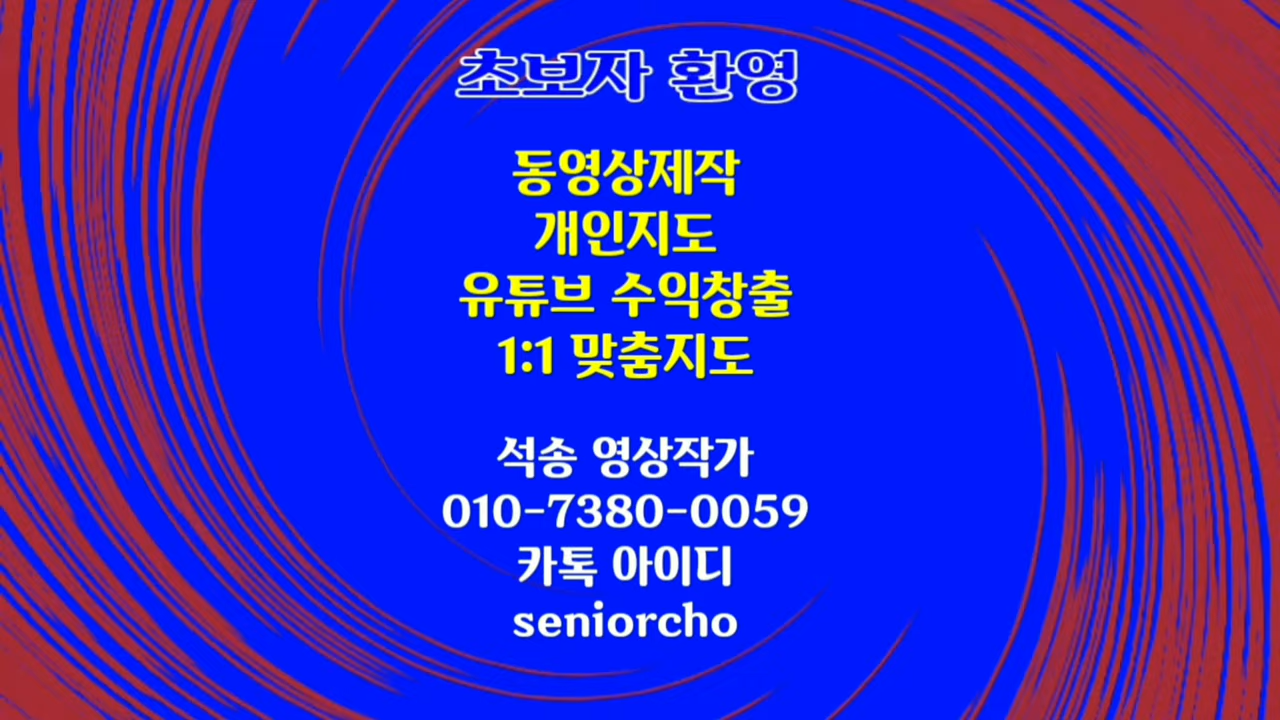 초보자 환영
동영상제작
개인지도
유튜브 수익창출
1:1 맞춤지도
석송 영상작가
010-7380-0059
카톡 아이디
seniorcho